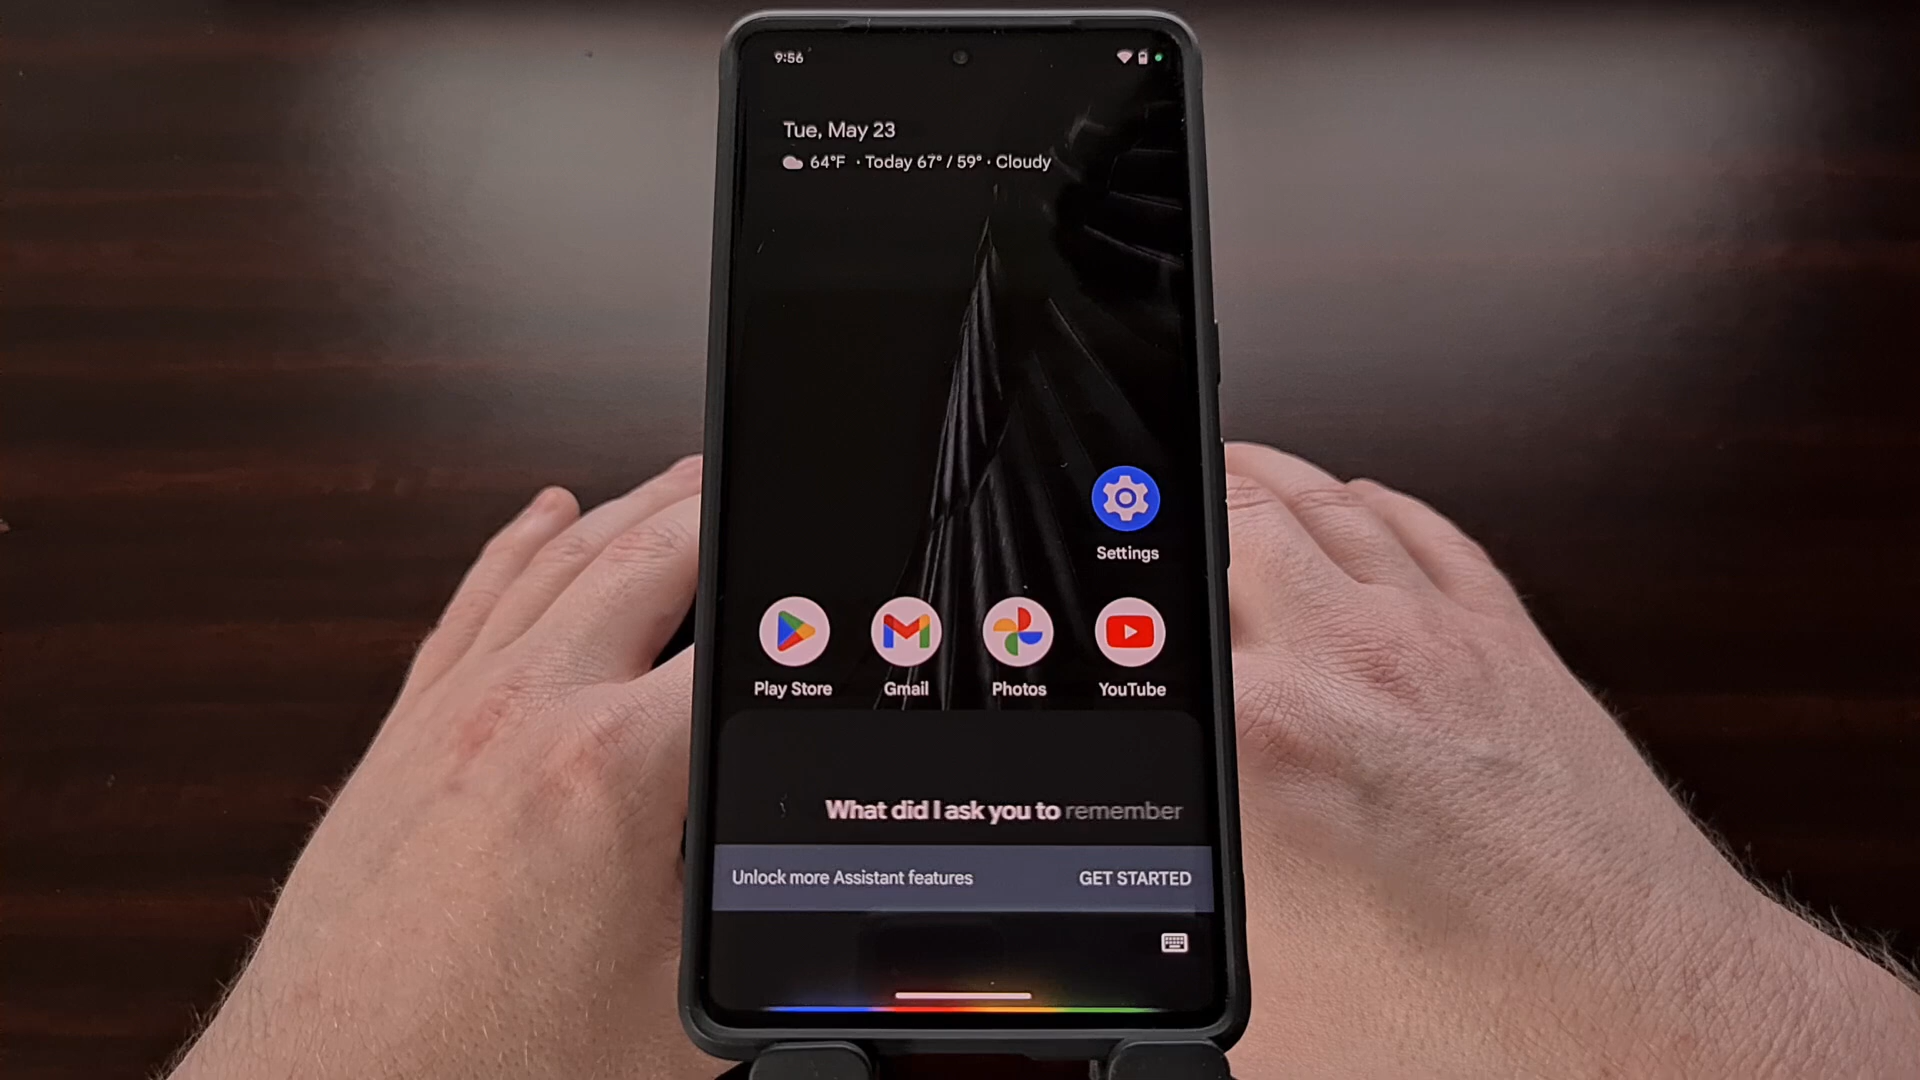 9:56
Tue, May 23
64°F · Today 67° / 59° · Cloudy
Settings
Play Store Gmail Photos YouTube
What did I ask you to remember
Unlock more Assistant features GET STARTED